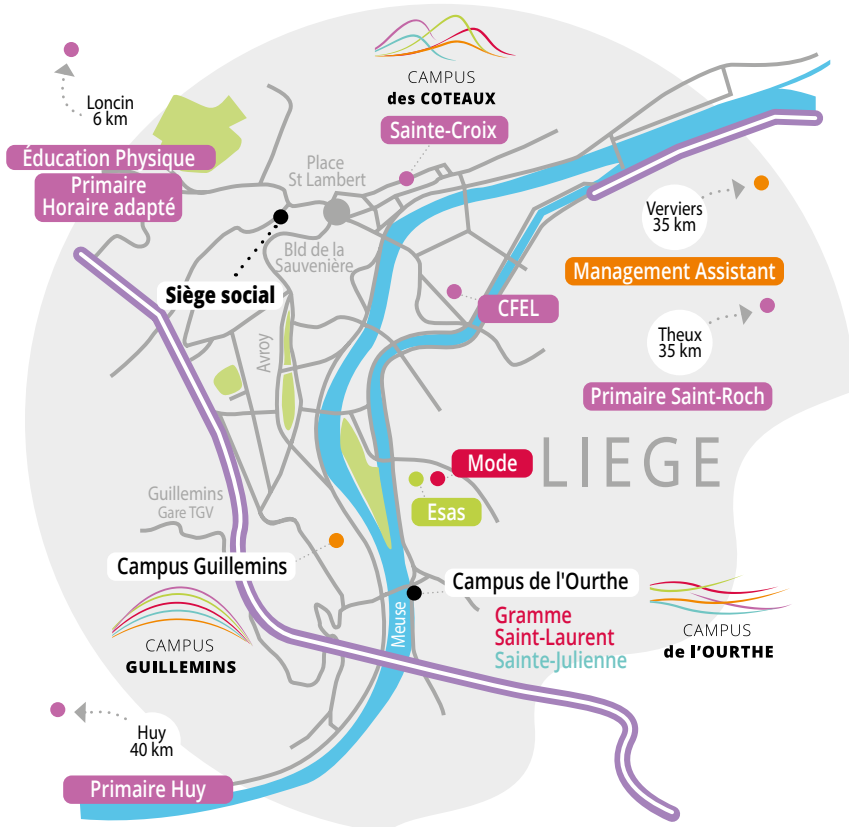 CAMPUS
des COTEAUX
Loncin
6 km
Sainte-Croix
Éducation Physique
Place
St Lambert
Primaire
Horaire adapté
Verviers
35 km
Bld de la
Sauvenière
Management Assistant
Siège social
CFEL
Theux
35 km
Avroy
Primaire Saint-Roch
LIEGE
Mode
Guillemins
Gare TGV
Esas
Campus Guillemins
Campus de l'Ourthe
Meuse
Gramme
Saint-Laurent
Sainte-Julienne
CAMPUS
GUILLEMINS
CAMPUS
de l'OURTHE
Huy
40 km
Primaire Huy